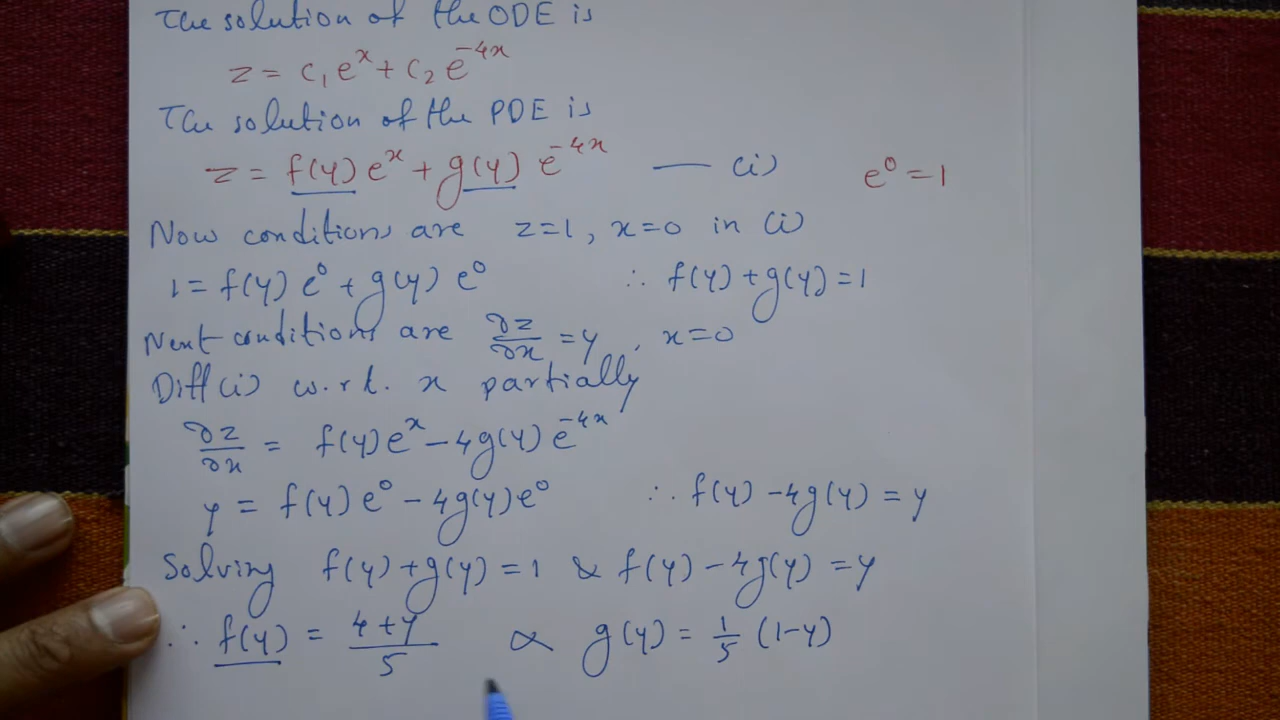 The solution of the ODE is
z = c₁eˣ + c₂e⁻⁴ˣ
The solution of the PDE is
z = f(y) eˣ + g(y) e⁻⁴ˣ — (i) e⁰ = 1
Now conditions are z=1, x=0 in (i)
1 = f(y) e⁰ + g(y) e⁰ ∴ f(y) + g(y) = 1
Next conditions are ∂z/∂x = y, x=0
Diff (i) w.r.t. x partially
∂z/∂x = f(y)eˣ − 4g(y) e⁻⁴ˣ
y = f(y) e⁰ − 4g(y)e⁰ ∴ f(y) − 4g(y) = y
Solving f(y) + g(y) = 1 & f(y) − 4g(y) = y
∴ f(y) = (4+y)/5 & g(y) = 1/5 (1−y)